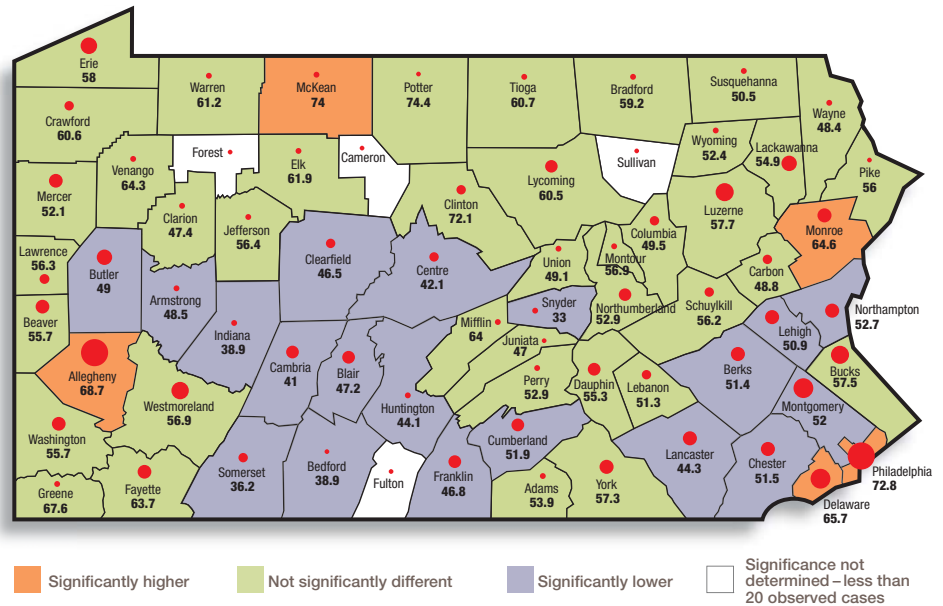 Erie
58
Warren
61.2
McKean
74
Potter
74.4
Tioga
60.7
Bradford
59.2
Susquehanna
50.5
Wayne
48.4
Crawford
60.6
Venango
64.3
Forest
Elk
61.9
Cameron
Sullivan
Wyoming
52.4
Lackawanna
54.9
Pike
56
Mercer
52.1
Clarion
47.4
Jefferson
56.4
Clinton
72.1
Lycoming
60.5
Luzerne
57.7
Monroe
64.6
Lawrence
56.3
Butler
49
Armstrong
48.5
Clearfield
46.5
Centre
42.1
Union
49.1
Montour
56.9
Columbia
49.5
Carbon
48.8
Beaver
55.7
Indiana
38.9
Snyder
33
Northumberland
52.9
Schuylkill
56.2
Northampton
52.7
Lehigh
50.9
Allegheny
68.7
Westmoreland
56.9
Cambria
41
Blair
47.2
Mifflin
64
Juniata
47
Perry
52.9
Dauphin
55.3
Lebanon
51.3
Berks
51.4
Bucks
57.5
Montgomery
52
Huntington
44.1
Washington
55.7
Greene
67.6
Fayette
63.7
Somerset
36.2
Bedford
38.9
Fulton
Franklin
46.8
Cumberland
51.9
Adams
53.9
York
57.3
Lancaster
44.3
Chester
51.5
Philadelphia
72.8
Delaware
65.7
Significantly higher
Not significantly different
Significantly lower
Significance not
determined – less than
20 observed cases